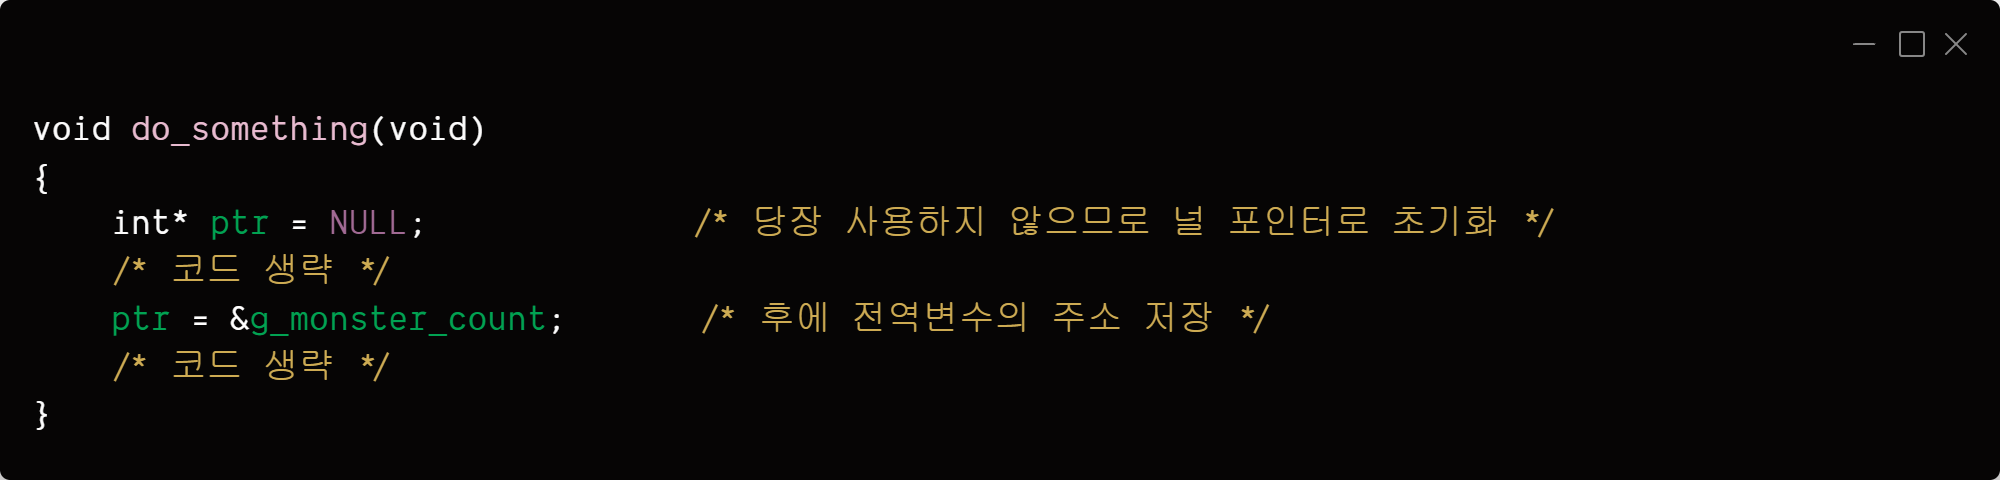 void do_something(void)
{
    int* ptr = NULL;              /* 당장 사용하지 않으므로 널 포인터로 초기화 */
    /* 코드 생략 */
    ptr = &g_monster_count;       /* 후에 전역변수의 주소 저장 */
    /* 코드 생략 */
}